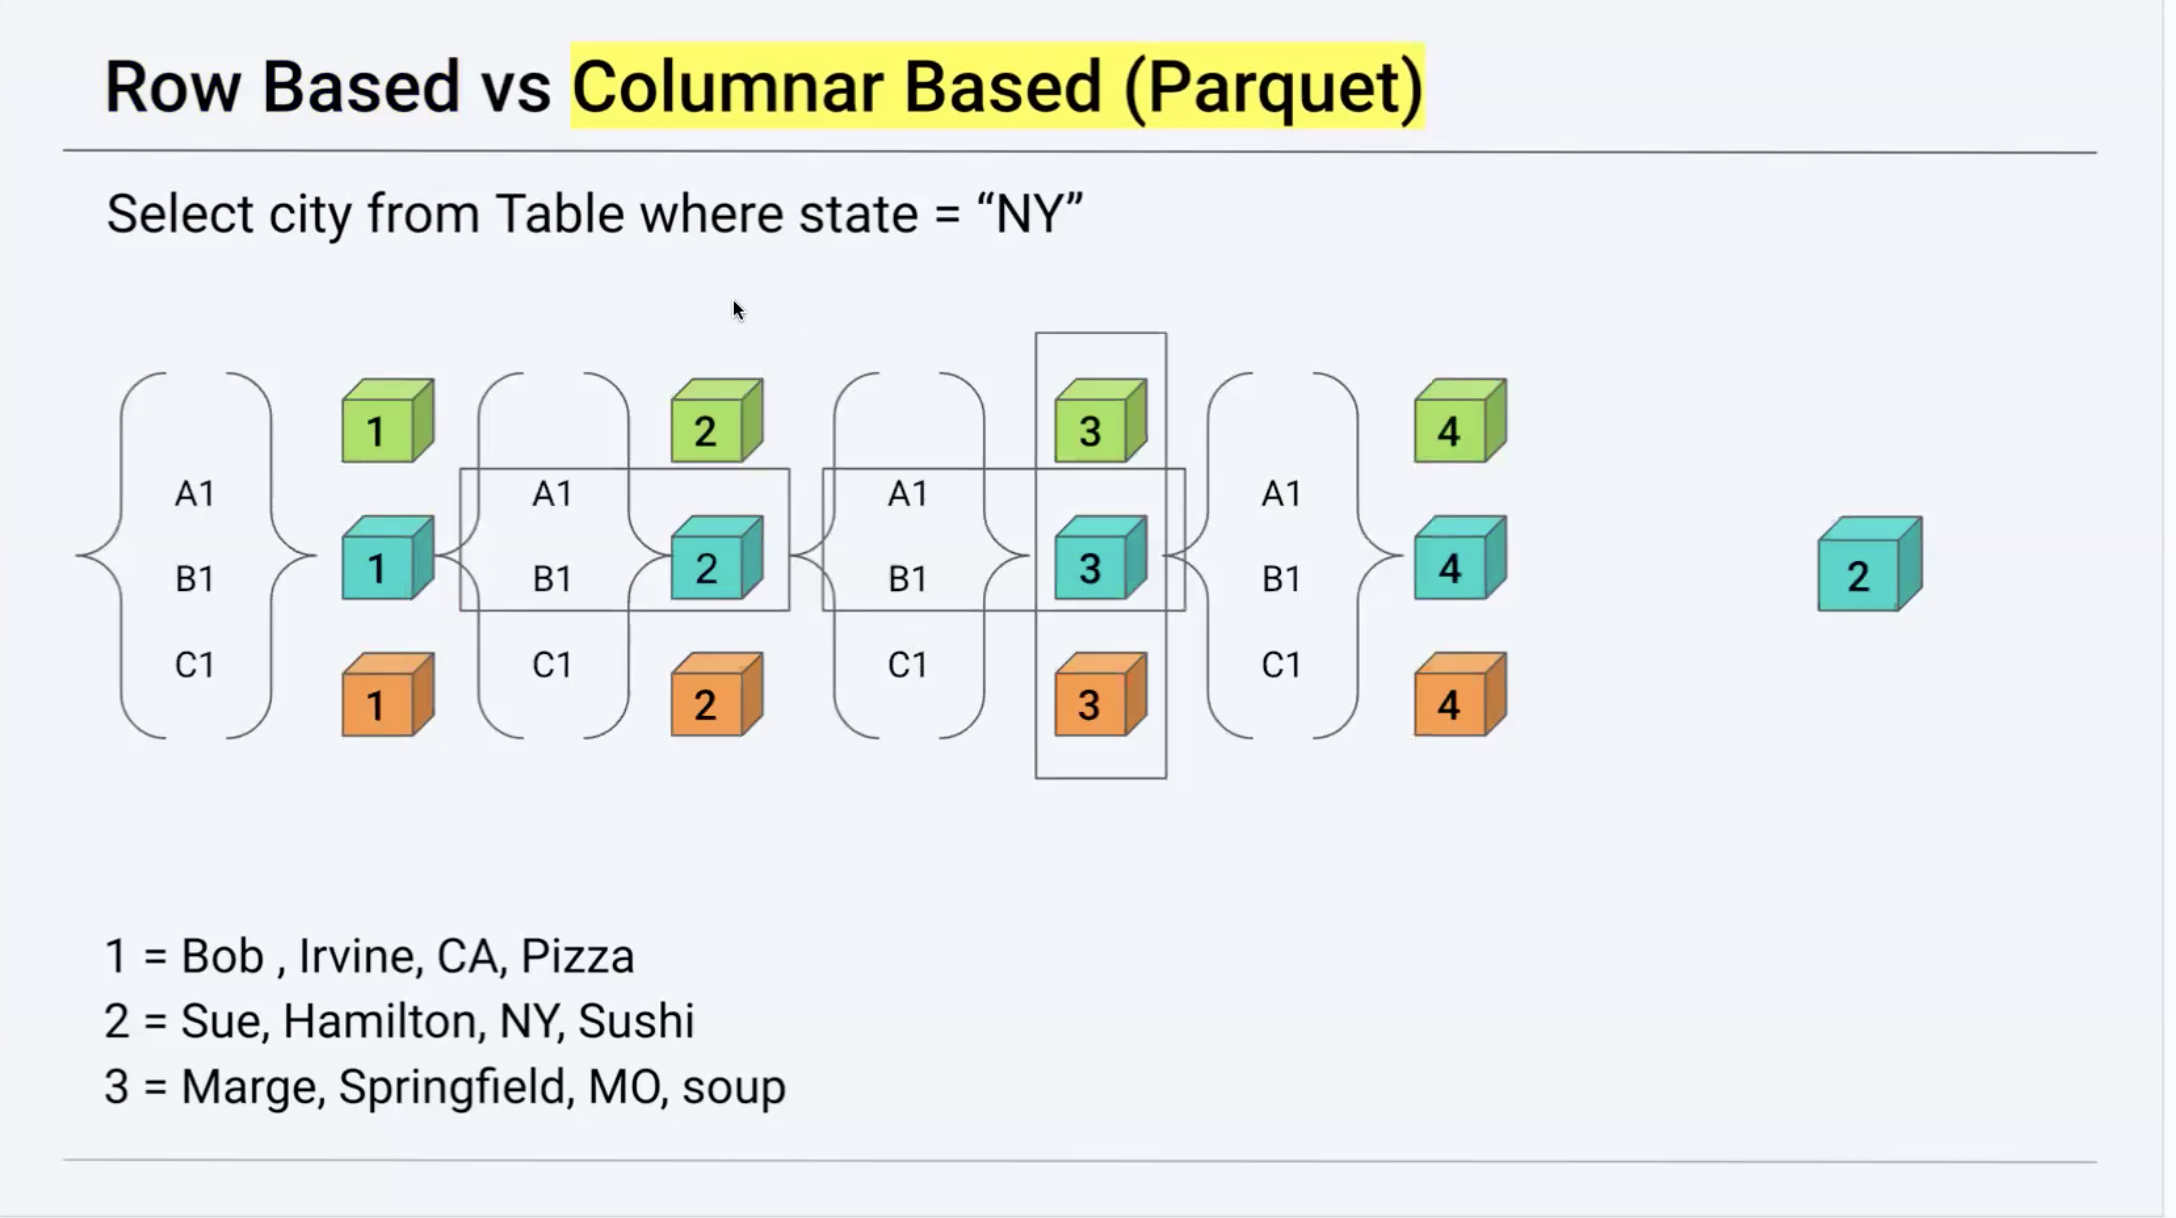 Row Based vs Columnar Based (Parquet)
Select city from Table where state = “NY”
1 2 3 4
A1 A1 A1 A1
1 2 3 4 2
B1 B1 B1 B1
C1 C1 C1 C1
1 2 3 4
1 = Bob , Irvine, CA, Pizza
2 = Sue, Hamilton, NY, Sushi
3 = Marge, Springfield, MO, soup